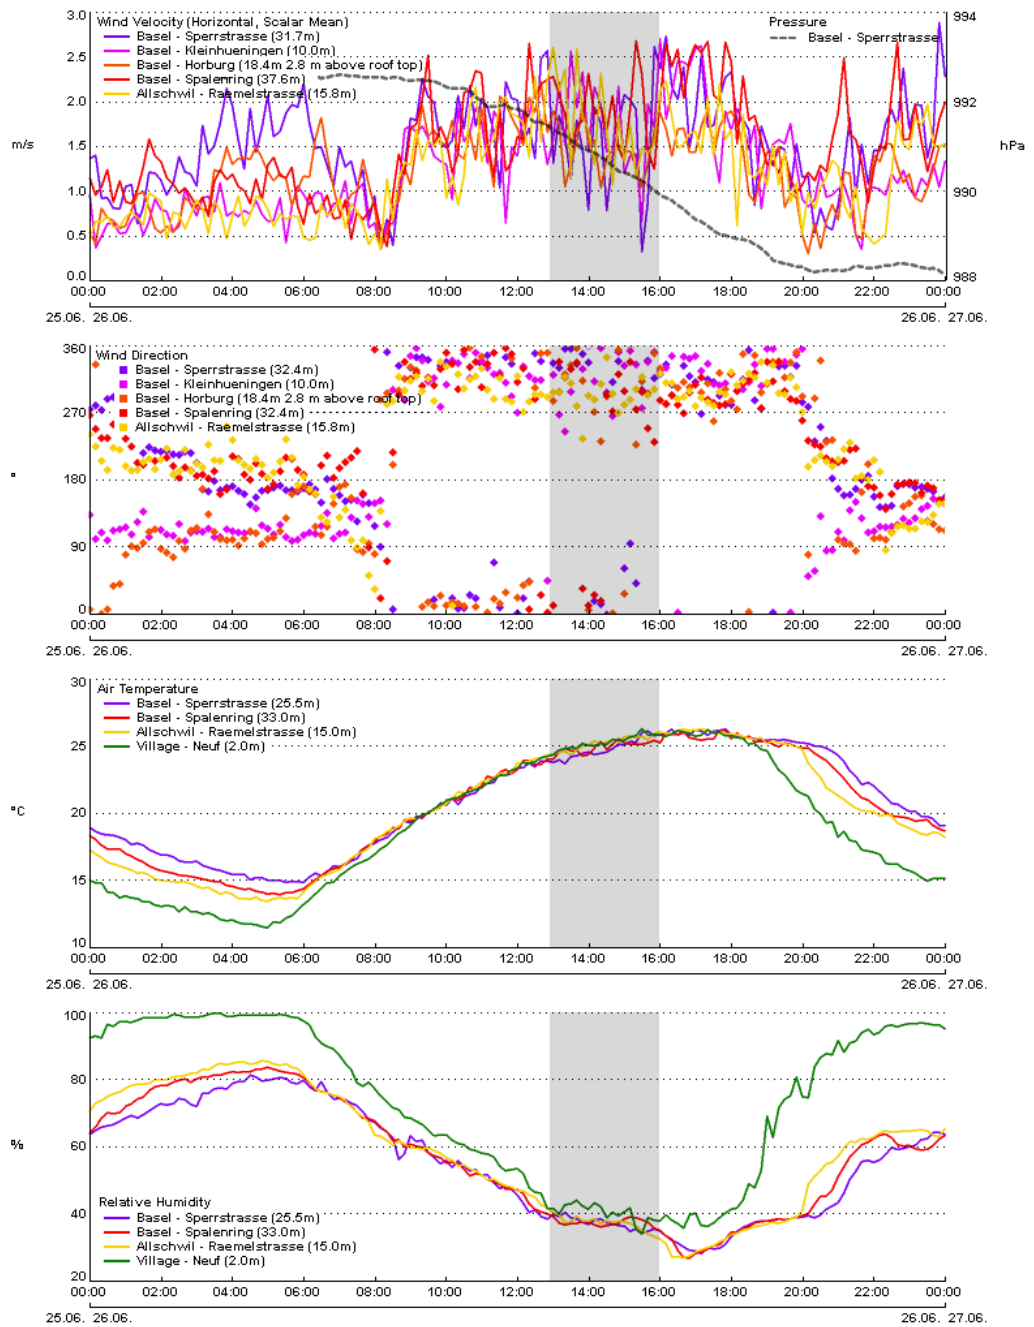 Wind Velocity (Horizontal, Scalar Mean)
Basel - Sperrstrasse (31.7m)
Basel - Kleinhueningen (10.0m)
Basel - Horburg (18.4m 2.8 m above roof top)
Basel - Spalenring (37.6m)
Allschwil - Raemelstrasse (15.8m)
Pressure
Basel - Sperrstrasse
3.0
2.5
2.0
1.5
1.0
0.5
0.0
m/s
994
992
990
988
hPa
00:00 02:00 04:00 06:00 08:00 10:00 12:00 14:00 16:00 18:00 20:00 22:00 00:00
25.06. 26.06. 26.06. 27.06.
Wind Direction
Basel - Sperrstrasse (32.4m)
Basel - Kleinhueningen (10.0m)
Basel - Horburg (18.4m 2.8 m above roof top)
Basel - Spalenring (32.4m)
Allschwil - Raemelstrasse (15.8m)
360
270
180
90
0
°
00:00 02:00 04:00 06:00 08:00 10:00 12:00 14:00 16:00 18:00 20:00 22:00 00:00
25.06. 26.06. 26.06. 27.06.
Air Temperature
Basel - Sperrstrasse (25.5m)
Basel - Spalenring (33.0m)
Allschwil - Raemelstrasse (15.0m)
Village - Neuf (2.0m)
30
25
20
15
10
°C
00:00 02:00 04:00 06:00 08:00 10:00 12:00 14:00 16:00 18:00 20:00 22:00 00:00
25.06. 26.06. 26.06. 27.06.
100
80
60
40
20
%
Relative Humidity
Basel - Sperrstrasse (25.5m)
Basel - Spalenring (33.0m)
Allschwil - Raemelstrasse (15.0m)
Village - Neuf (2.0m)
00:00 02:00 04:00 06:00 08:00 10:00 12:00 14:00 16:00 18:00 20:00 22:00 00:00
25.06. 26.06. 26.06. 27.06.